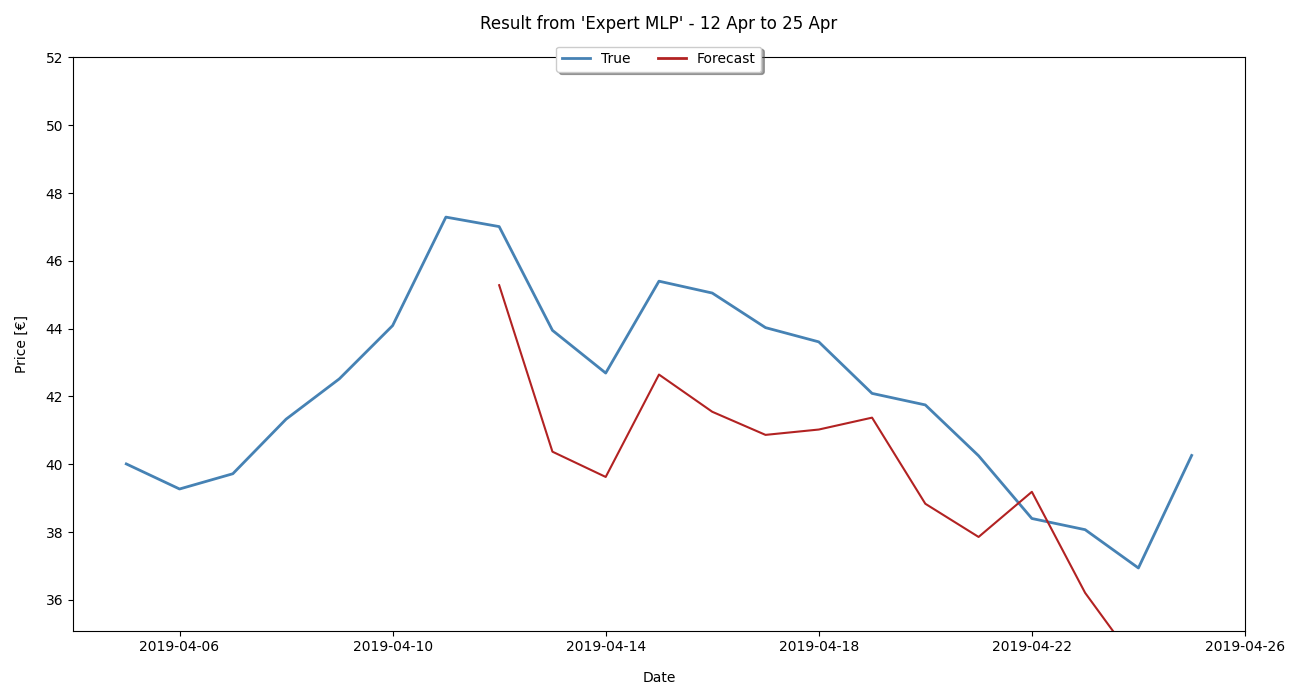 Result from 'Expert MLP' - 12 Apr to 25 Apr
True Forecast
52
50
48
46
44
42
40
38
36
Price [€]
2019-04-06 2019-04-10 2019-04-14 2019-04-18 2019-04-22 2019-04-26
Date